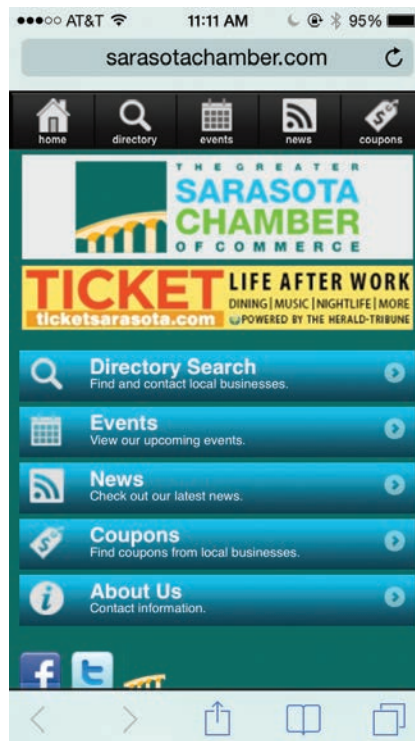 AT&T 11:11 AM 95%
sarasotachamber.com
home directory events news coupons
THE GREATER
SARASOTA
CHAMBER
OF COMMERCE
TICKET
ticketsarasota.com
LIFE AFTER WORK
DINING|MUSIC|NIGHTLIFE|MORE
POWERED BY THE HERALD-TRIBUNE
Directory Search
Find and contact local businesses.
Events
View our upcoming events.
News
Check out our latest news.
Coupons
Find coupons from local businesses.
About Us
Contact information.